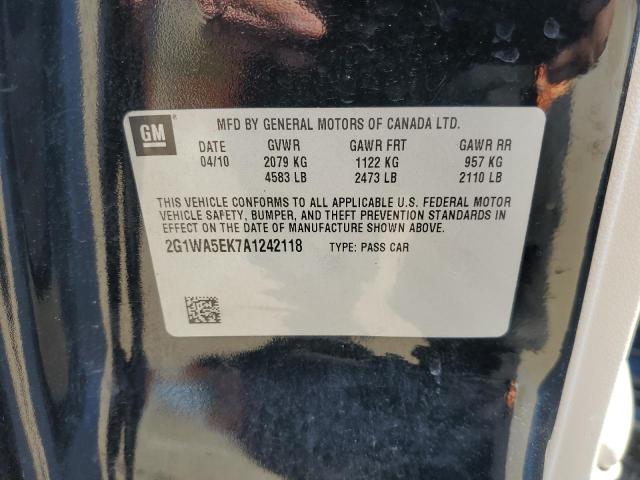 GM
MFD BY GENERAL MOTORS OF CANADA LTD.
DATE GVWR GAWR FRT GAWR RR
04/10 2079 KG 1122 KG 957 KG
4583 LB 2473 LB 2110 LB
THIS VEHICLE CONFORMS TO ALL APPLICABLE U.S. FEDERAL MOTOR
VEHICLE SAFETY, BUMPER, AND THEFT PREVENTION STANDARDS IN
EFFECT ON THE DATE OF MANUFACTURE SHOWN ABOVE.
2G1WA5EK7A1242118 TYPE: PASS CAR